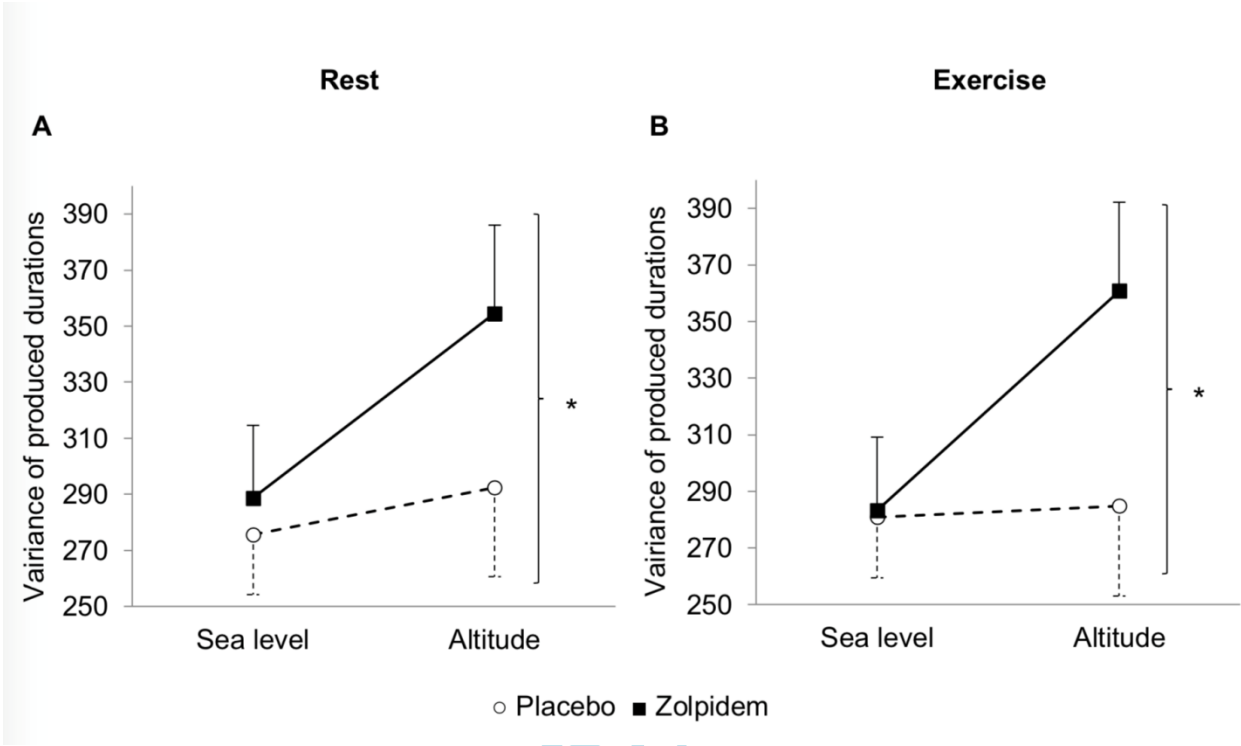 Rest
Exercise
A
B
Vairiance of produced durations
390
370
350
330
310
290
270
250
*
Sea level
Altitude
Vairiance of produced durations
390
370
350
330
310
290
270
250
*
Sea level
Altitude
Placebo
Zolpidem